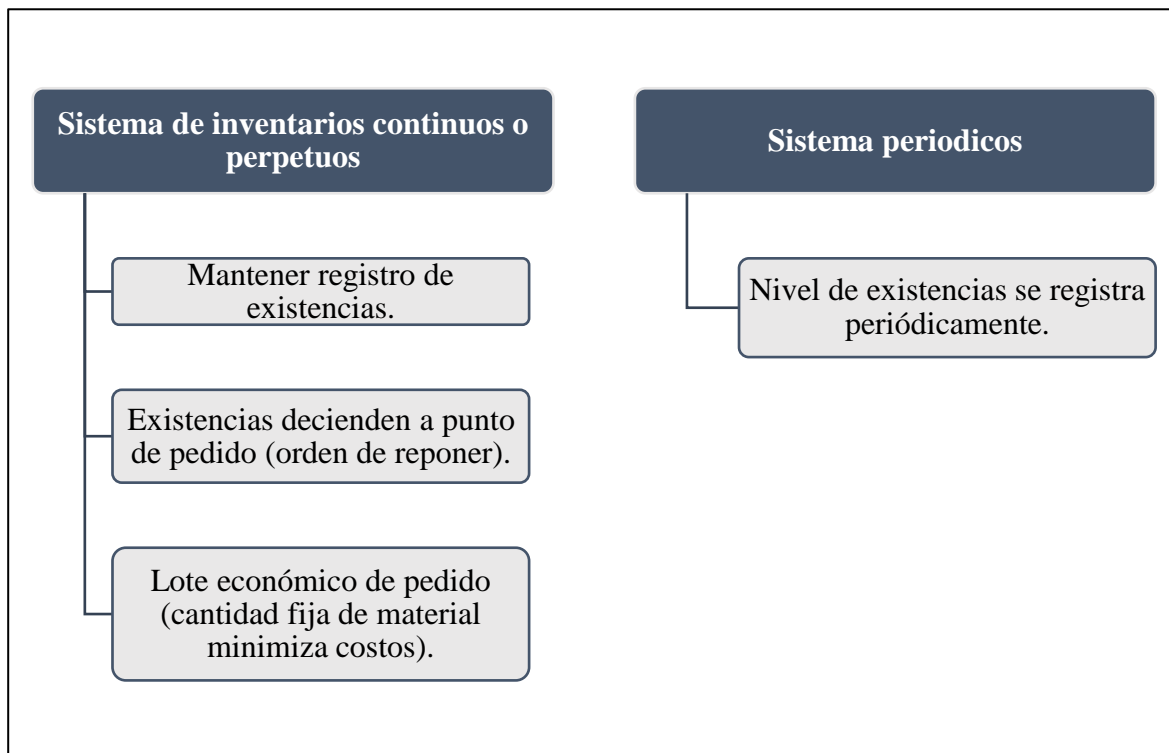 Sistema de inventarios continuos o
perpetuos
Mantener registro de
existencias.
Existencias decienden a punto
de pedido (orden de reponer).
Lote económico de pedido
(cantidad fija de material
minimiza costos).
Sistema periodicos
Nivel de existencias se registra
periódicamente.